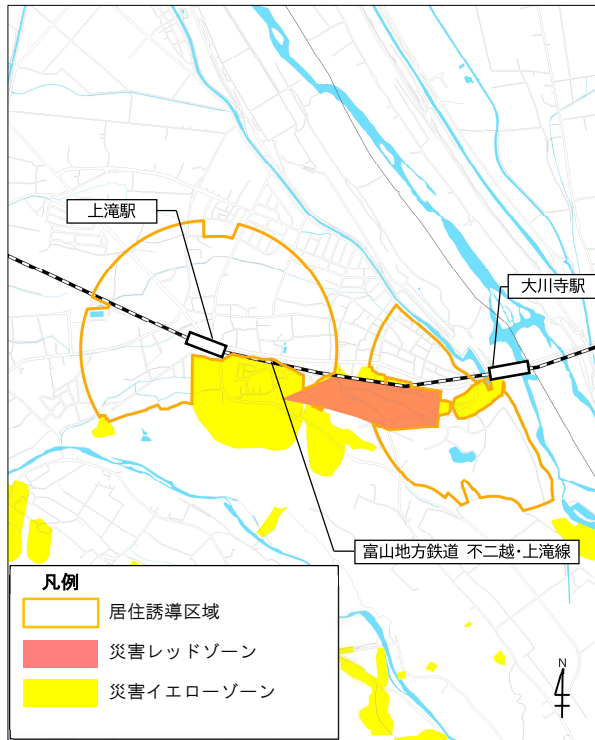 上滝駅
大川寺駅
富山地方鉄道 不二越・上滝線
凡例
居住誘導区域
災害レッドゾーン
災害イエローゾーン
N